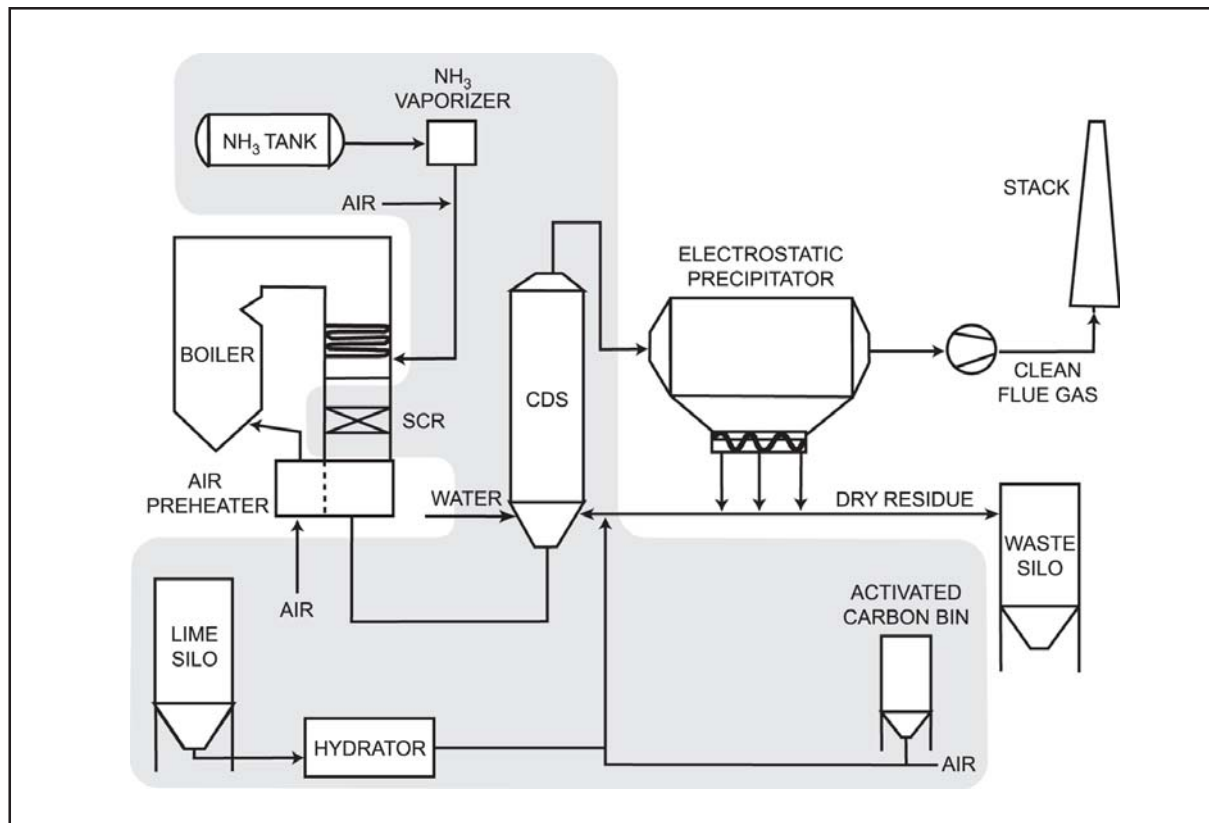 NH₃
VAPORIZER
NH₃ TANK
AIR
STACK
ELECTROSTATIC
PRECIPITATOR
BOILER
CDS
CLEAN
FLUE GAS
SCR
AIR
PREHEATER
WATER
DRY RESIDUE
WASTE
SILO
AIR
ACTIVATED
CARBON BIN
LIME
SILO
HYDRATOR
AIR